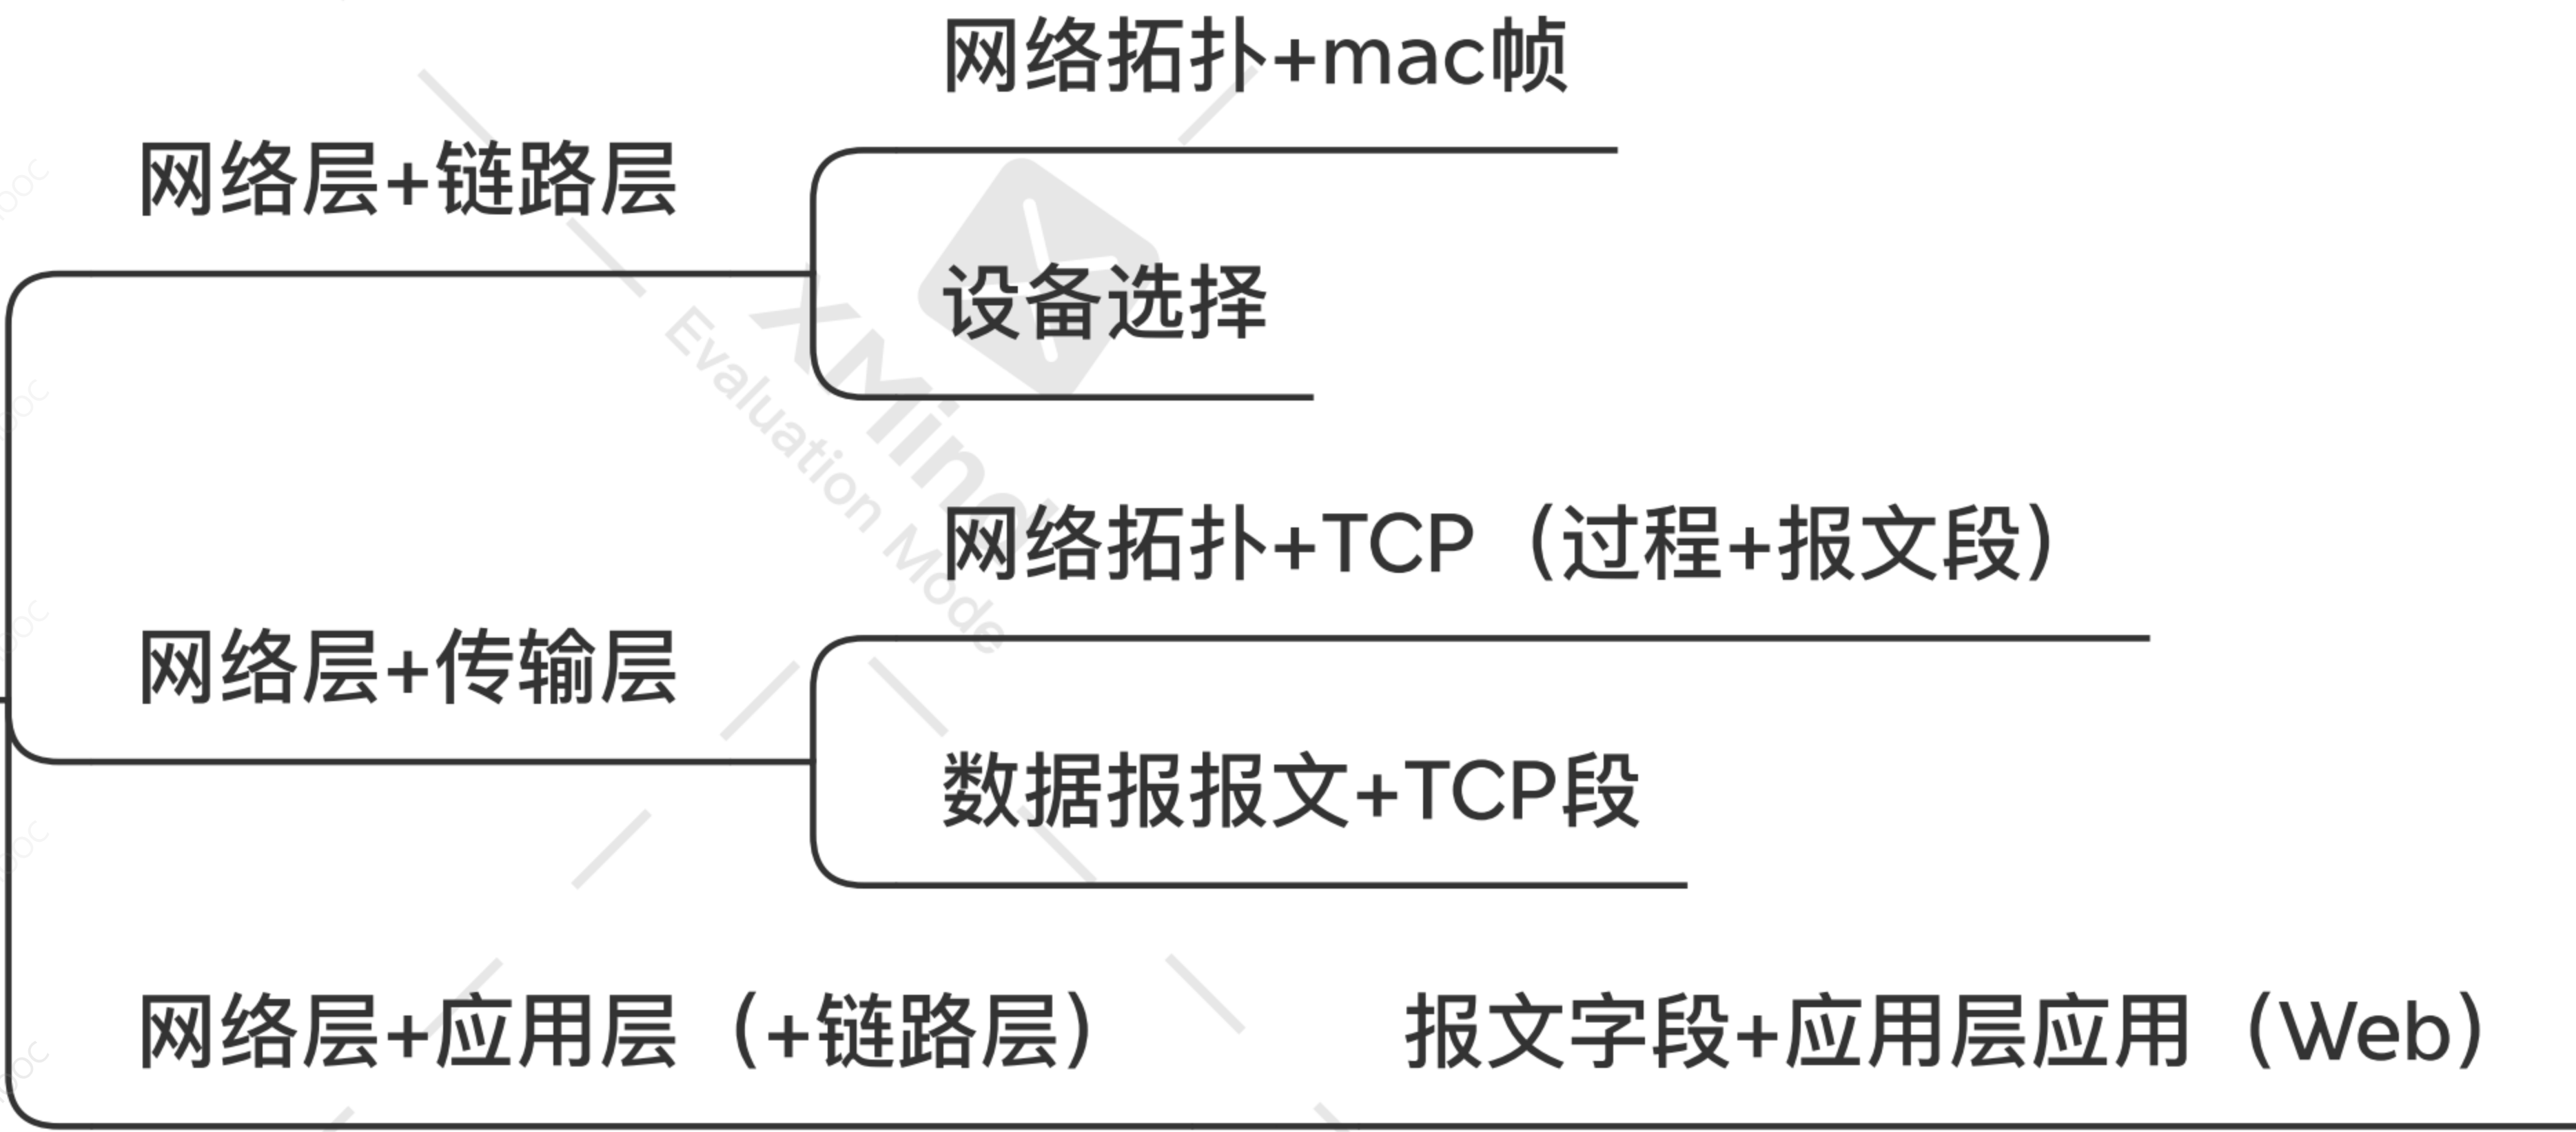 网络拓扑+mac帧
网络层+链路层
设备选择
网络拓扑+TCP（过程+报文段）
网络层+传输层
数据报报文+TCP段
网络层+应用层（+链路层） 报文字段+应用层应用（Web）
XMind
Evaluation Mode